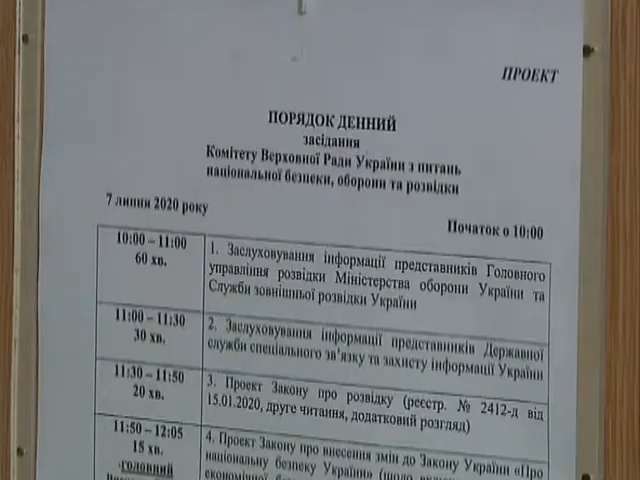 ПРОЕКТ
ПОРЯДОК ДЕННИЙ
засідання
Комітету Верховної Ради України з питань
національної безпеки, оборони та розвідки
7 липня 2020 року
Початок о 10:00
10:00 – 11:00
60 хв.
1. Заслуховування інформації представників Головного
управління розвідки Міністерства оборони України та
Служби зовнішньої розвідки України
11:00 – 11:30
30 хв.
2. Заслуховування інформації представників Державної
служби спеціального зв’язку та захисту інформації України
11:30 – 11:50
20 хв.
3. Проект Закону про розвідку (реєстр. № 2412-д від
15.01.2020, друге читання, додатковий розгляд)
11:50 – 12:05
15 хв.
головний
4. Проект Закону про внесення змін до Закону України «Про
національну безпеку України» (щодо
економічної